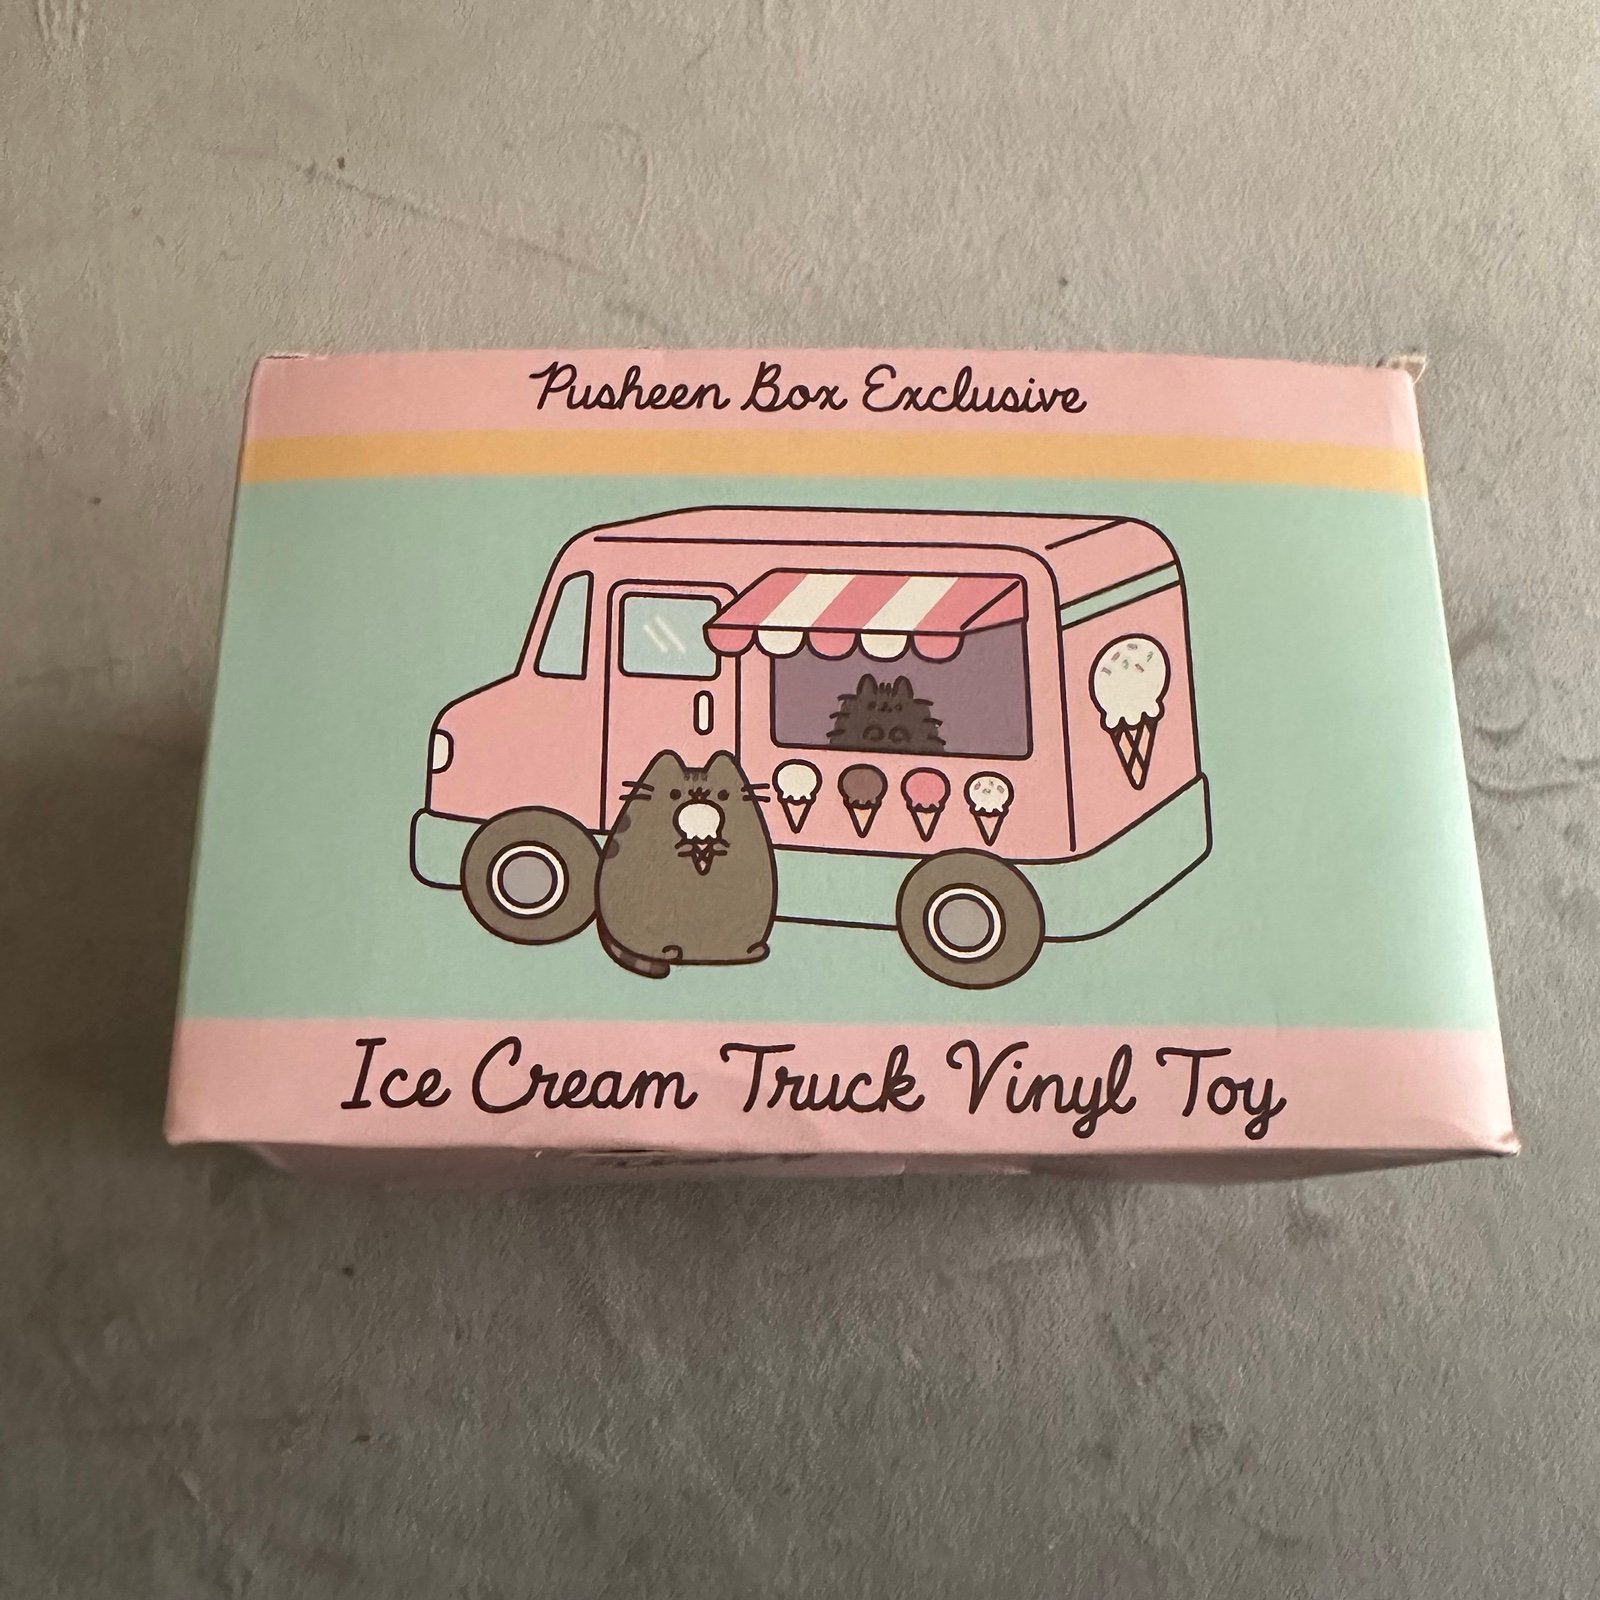 Pusheen Box Exclusive
Ice Cream Truck Vinyl Toy